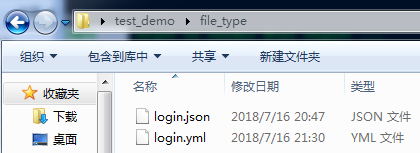 test_demo file_type
组织 包含到库中 共享 新建文件夹
收藏夹 名称 修改日期 类型
下载 login.json 2018/7/16 20:47 JSON 文件
桌面 login.yml 2018/7/16 21:30 YML 文件